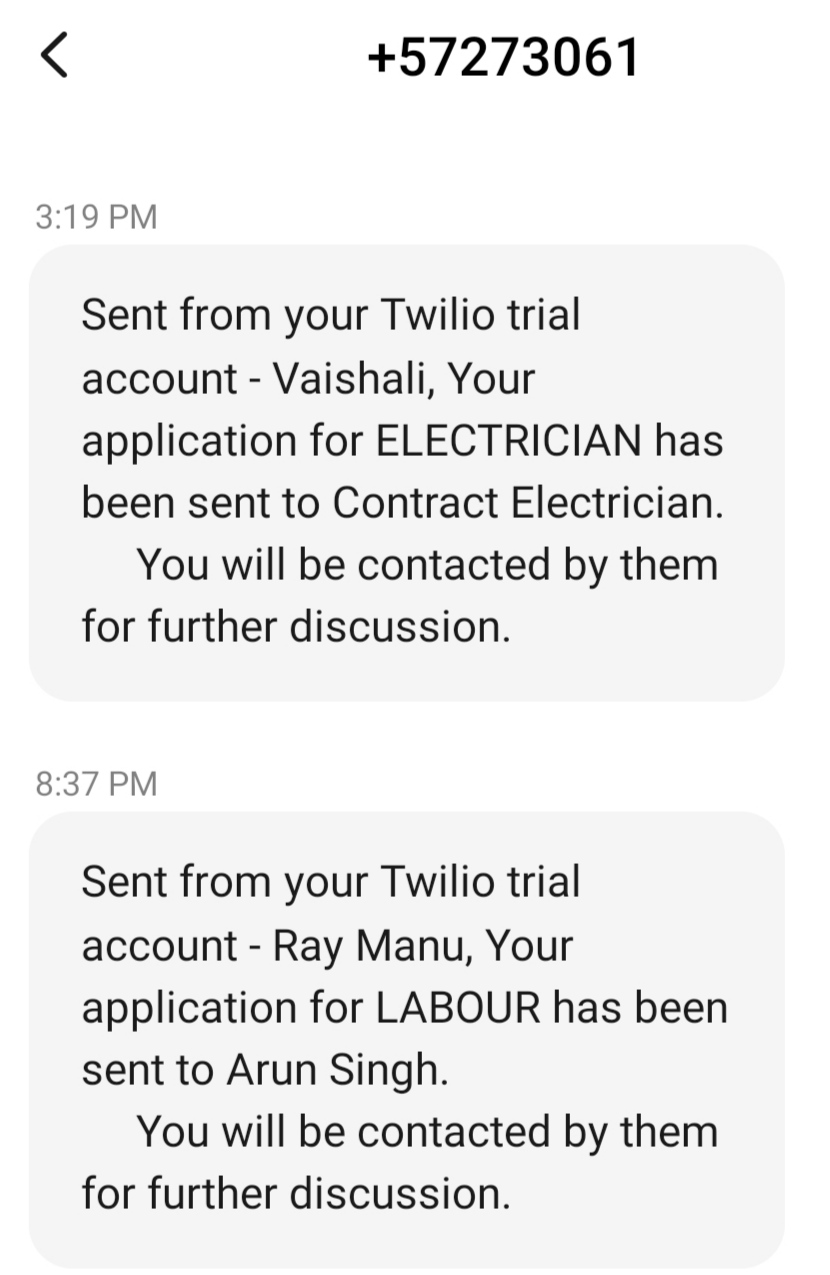 +57273061
3:19 PM
Sent from your Twilio trial
account - Vaishali, Your
application for ELECTRICIAN has
been sent to Contract Electrician.
You will be contacted by them
for further discussion.
8:37 PM
Sent from your Twilio trial
account - Ray Manu, Your
application for LABOUR has been
sent to Arun Singh.
You will be contacted by them
for further discussion.